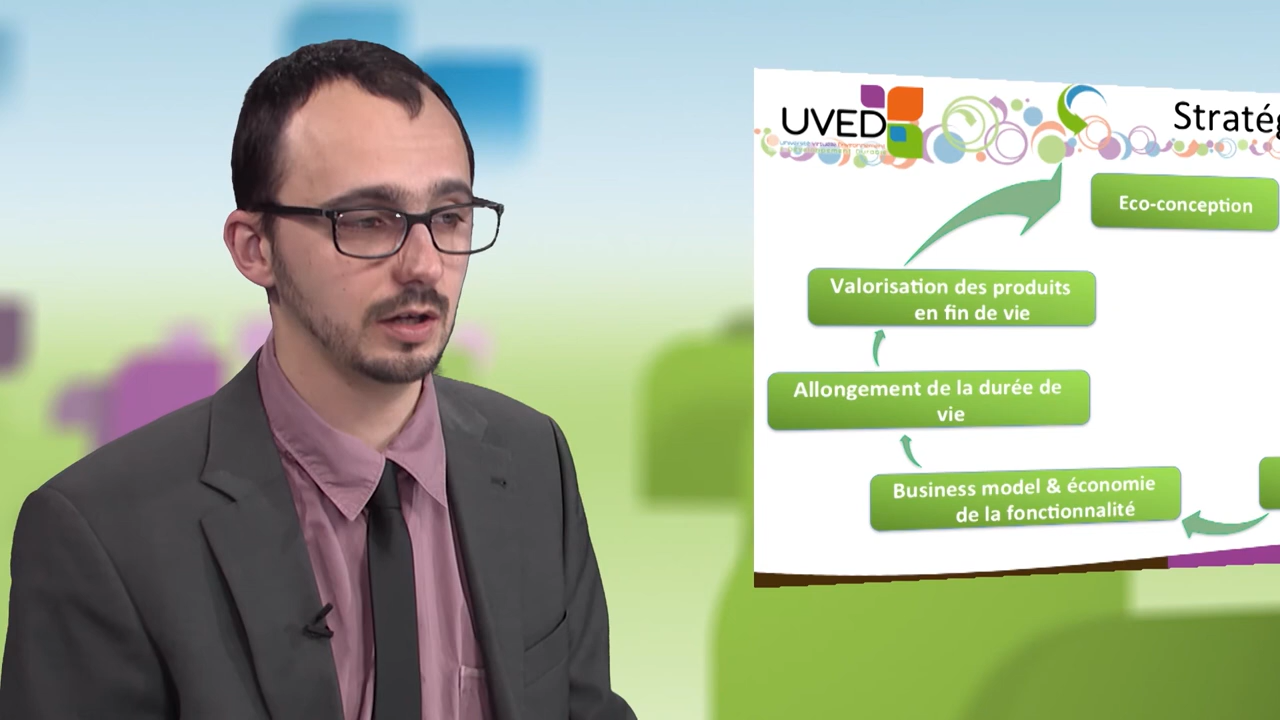 UVED
Stratég
Eco-conception
Valorisation des produits
en fin de vie
Allongement de la durée de
vie
Business model & économie
de la fonctionnalité